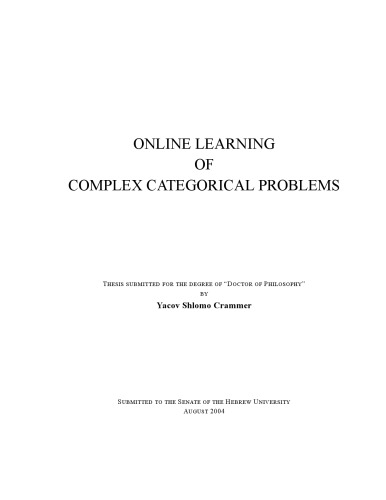 ONLINE LEARNING
OF
COMPLEX CATEGORICAL PROBLEMS
Thesis submitted for the degree of "Doctor of Philosophy"
by
Yacov Shlomo Crammer
Submitted to the Senate of the Hebrew University
August 2004